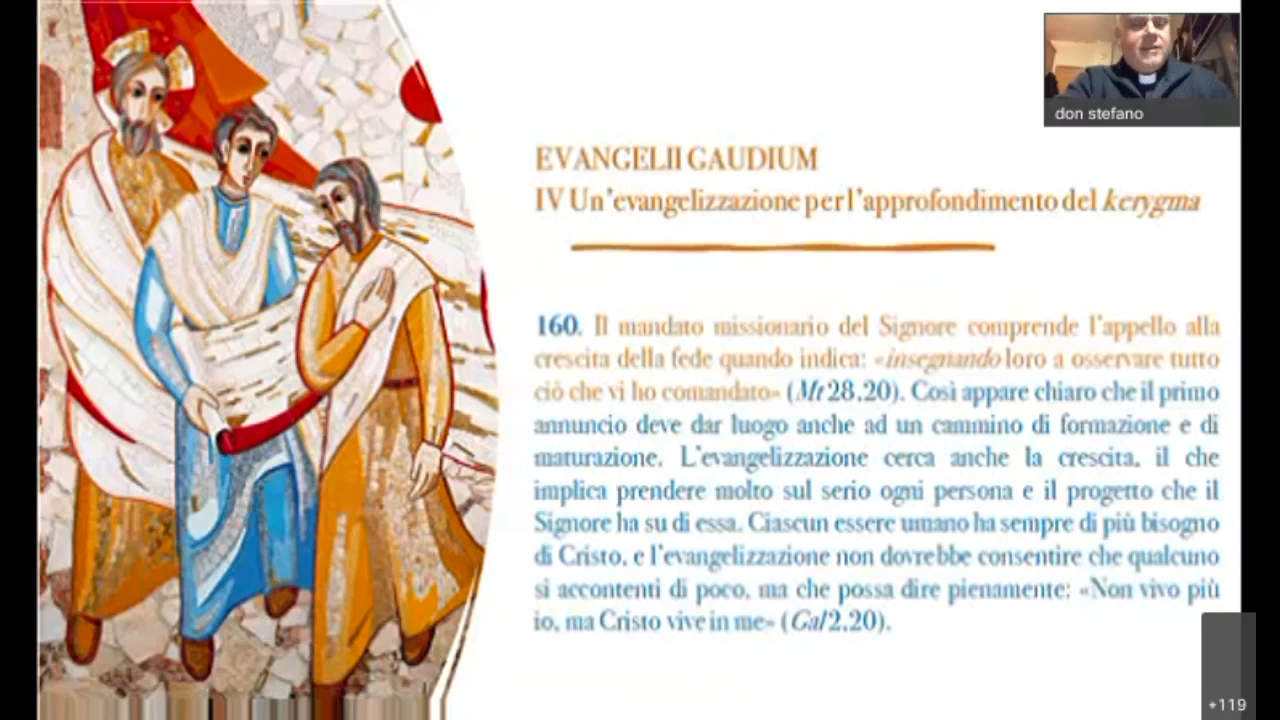 don stefano
EVANGELII GAUDIUM
IV Un'evangelizzazione per l'approfondimento del kerygma
160. Il mandato missionario del Signore comprende l'appello alla
crescita della fede quando indica: «insegnando loro a osservare tutto
ciò che vi ho comandato» (Mt 28,20). Così appare chiaro che il primo
annuncio deve dar luogo anche ad un cammino di formazione e di
maturazione. L'evangelizzazione cerca anche la crescita, il che
implica prendere molto sul serio ogni persona e il progetto che il
Signore ha su di essa. Ciascun essere umano ha sempre di più bisogno
di Cristo, e l'evangelizzazione non dovrebbe consentire che qualcuno
si accontenti di poco, ma che possa dire pienamente: «Non vivo più
io, ma Cristo vive in me» (Gal 2,20).
+119